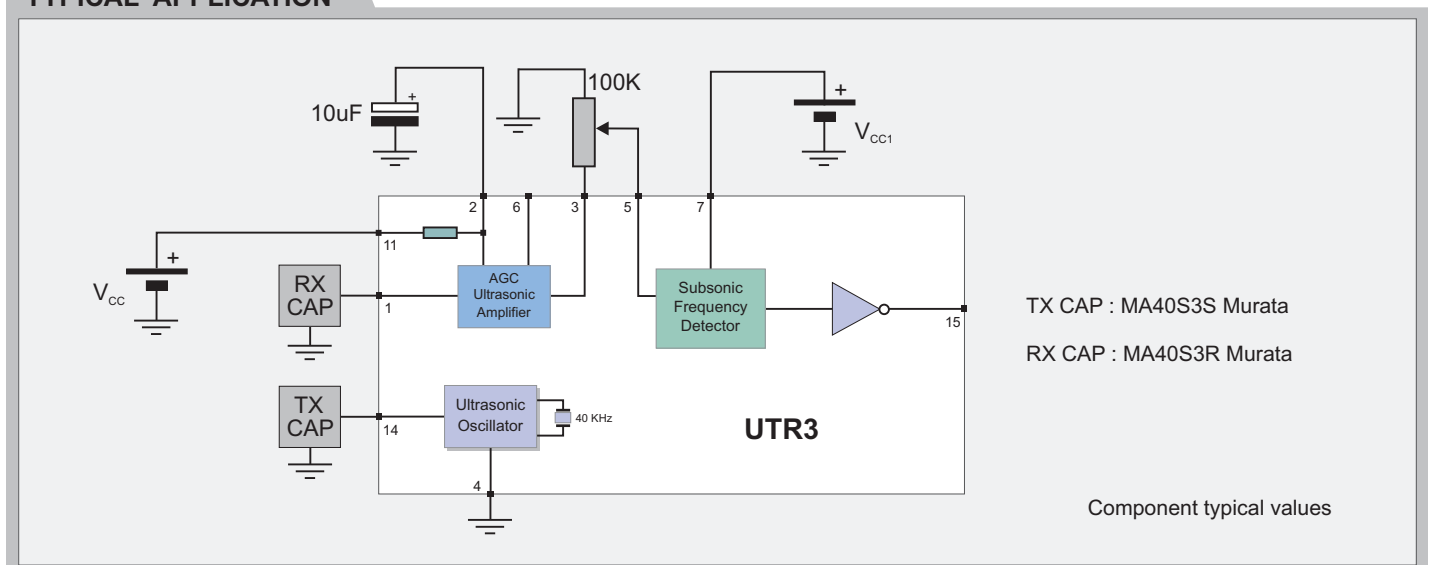 TYPICAL APPLICATION
100K
10uF
+
+
VCC1
2
6
3
5
7
11
+
VCC
RX
CAP
1
AGC
Ultrasonic
Amplifier
Subsonic
Frequency
Detector
15
TX CAP : MA40S3S Murata
RX CAP : MA40S3R Murata
TX
CAP
14
Ultrasonic
Oscillator
40 KHz
UTR3
4
Component typical values